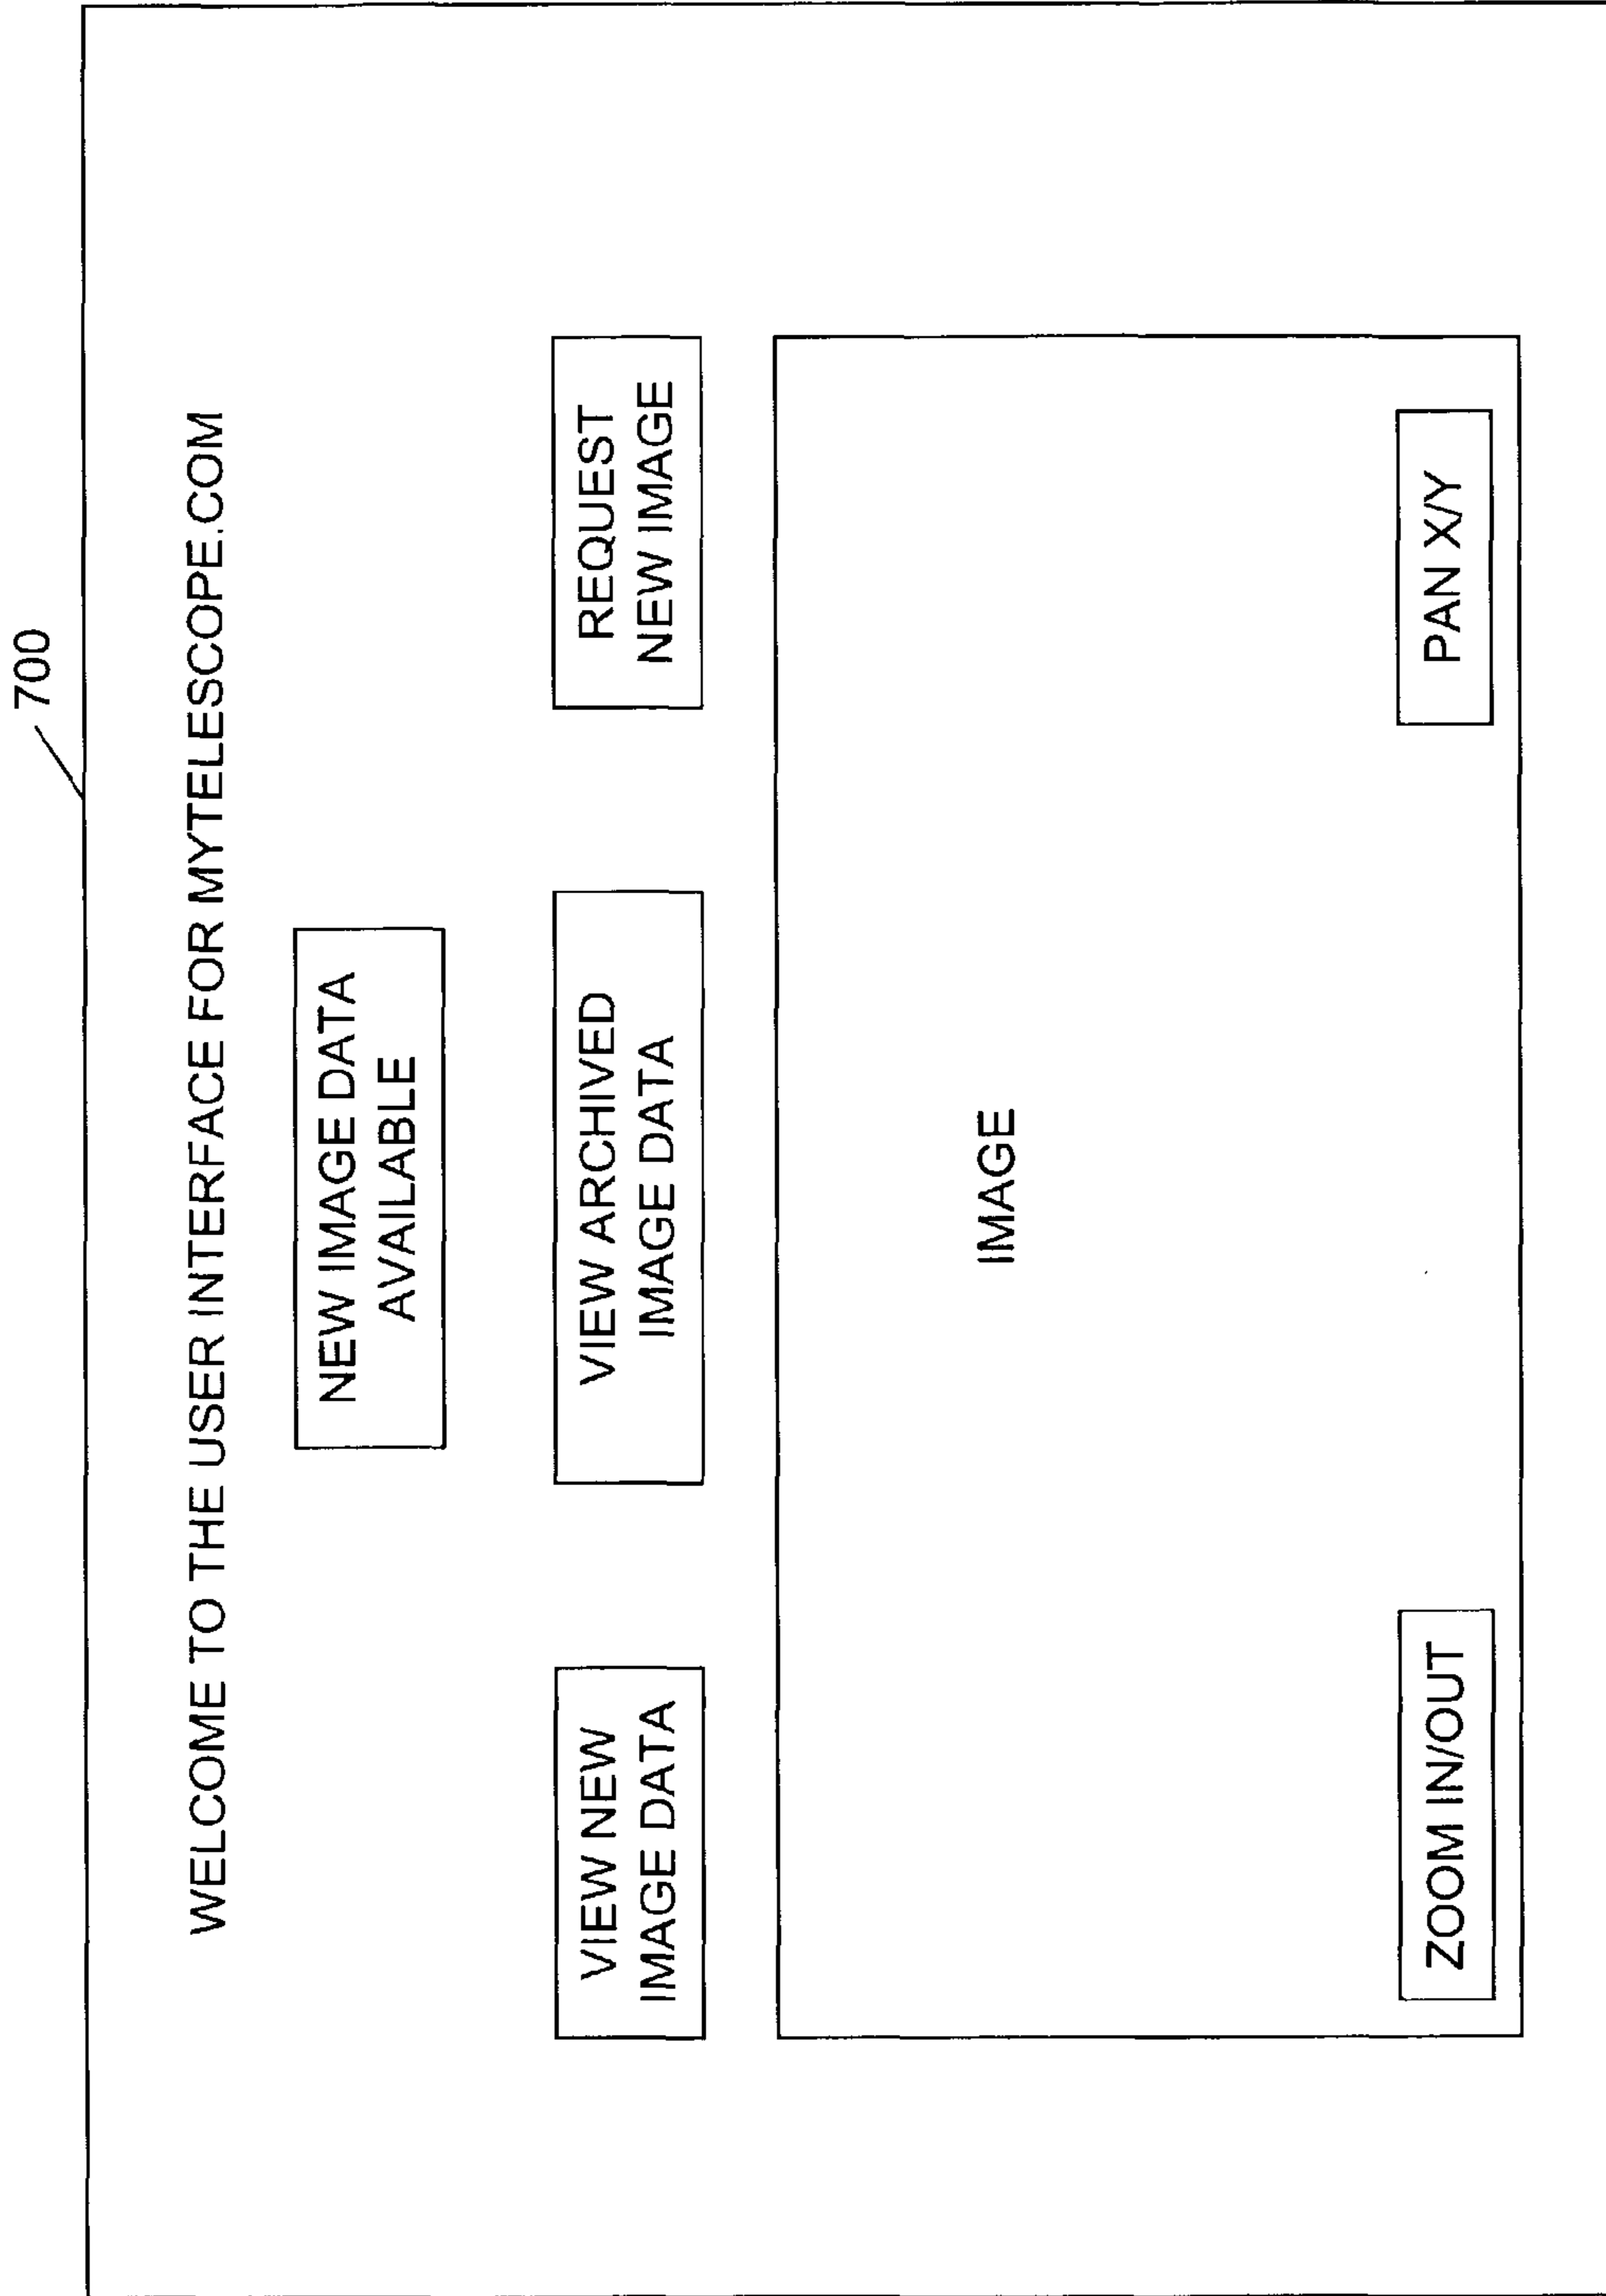 700
WELCOME TO THE USER INTERFACE FOR MYTELESCOPE.COM
NEW IMAGE DATA
AVAILABLE
VIEW NEW
IMAGE DATA
VIEW ARCHIVED
IMAGE DATA
REQUEST
NEW IMAGE
IMAGE
ZOOM IN/OUT
PAN X/Y